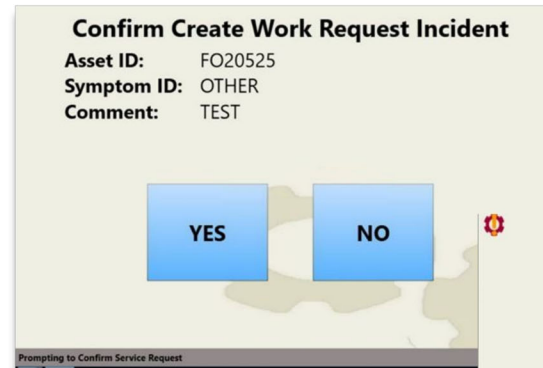 Confirm Create Work Request Incident
Asset ID: FO20525
Symptom ID: OTHER
Comment: TEST
YES NO
Prompting to Confirm Service Request